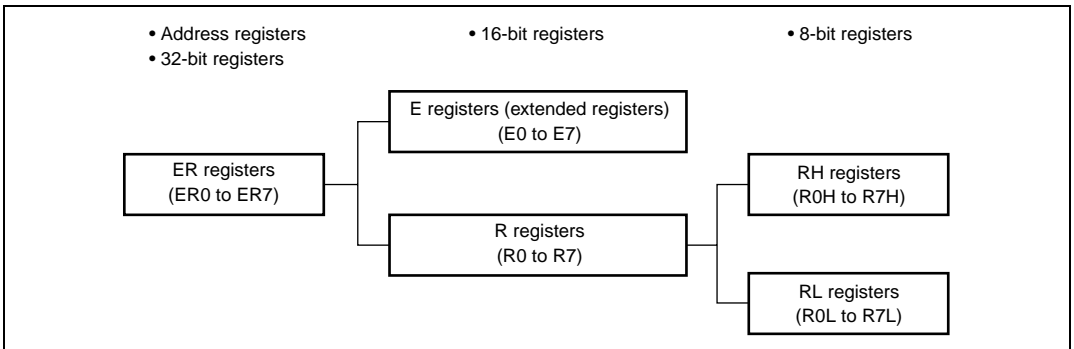 • Address registers
• 32-bit registers
• 16-bit registers
• 8-bit registers
ER registers
(ER0 to ER7)
E registers (extended registers)
(E0 to E7)
R registers
(R0 to R7)
RH registers
(R0H to R7H)
RL registers
(R0L to R7L)